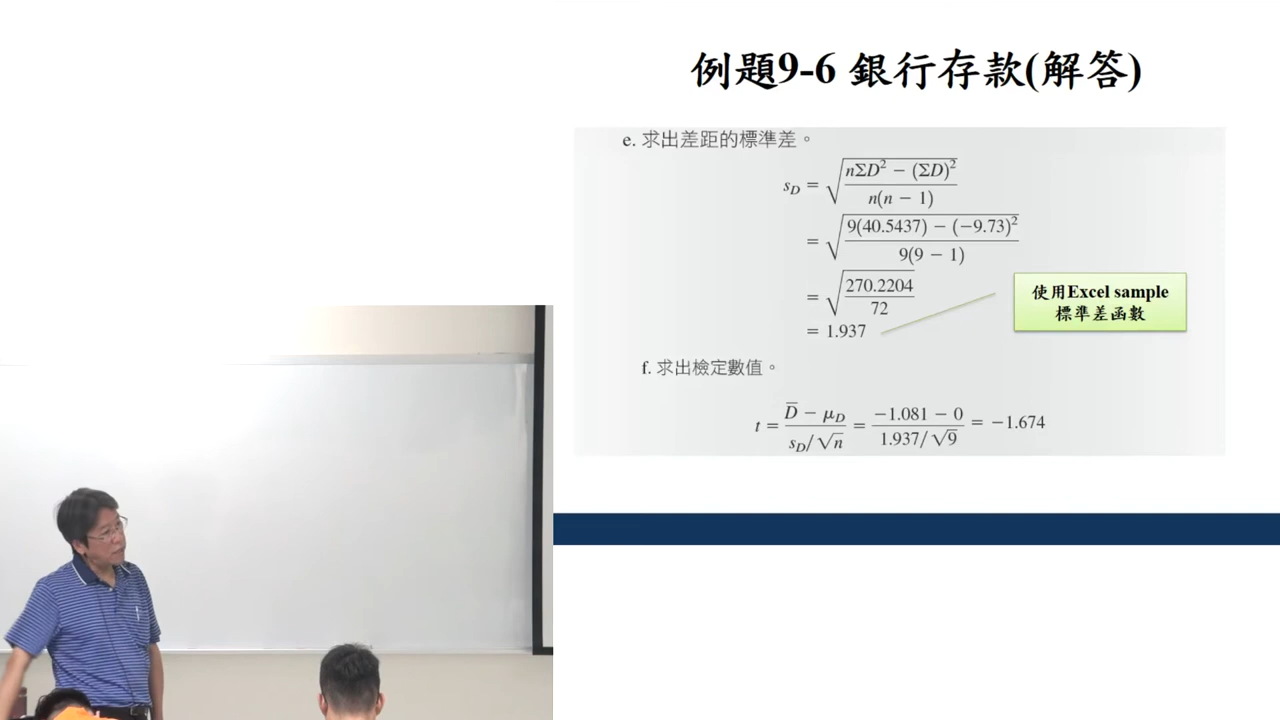 例題9-6 銀行存款(解答)
e. 求出差距的標準差。
s_D = √((nΣD² − (ΣD)²) / (n(n − 1)))
= √((9(40.5437) − (−9.73)²) / (9(9 − 1)))
= √(270.2204 / 72)
= 1.937
使用Excel sample
標準差函數
f. 求出檢定數值。
t = (D̄ − μ_D) / (s_D/√n) = (−1.081 − 0) / (1.937/√9) = −1.674